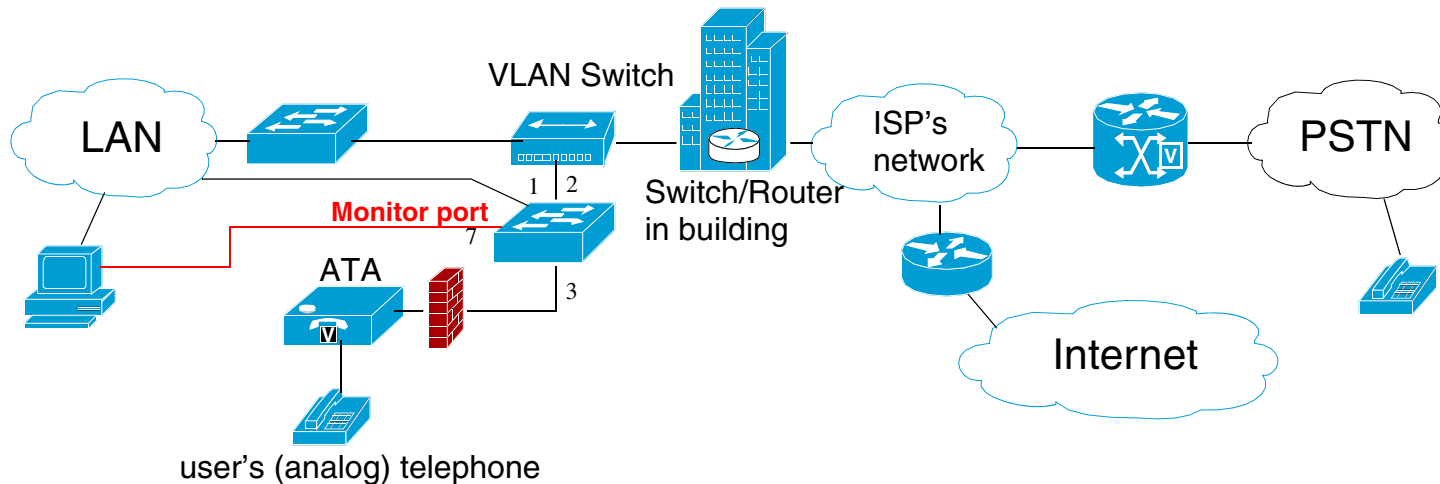 VLAN Switch
LAN
ISP's
network
PSTN
V
1 2
Switch/Router
in building
Monitor port
7
ATA
3
V
Internet
user's (analog) telephone